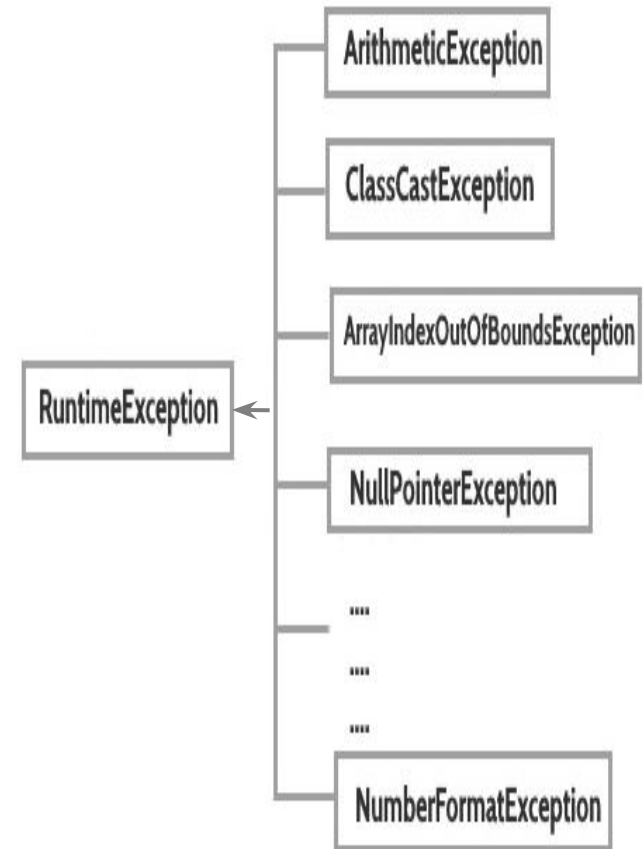 ArithmeticException
ClassCastException
ArrayIndexOutOfBoundsException
RuntimeException
NullPointerException
....
....
....
NumberFormatException